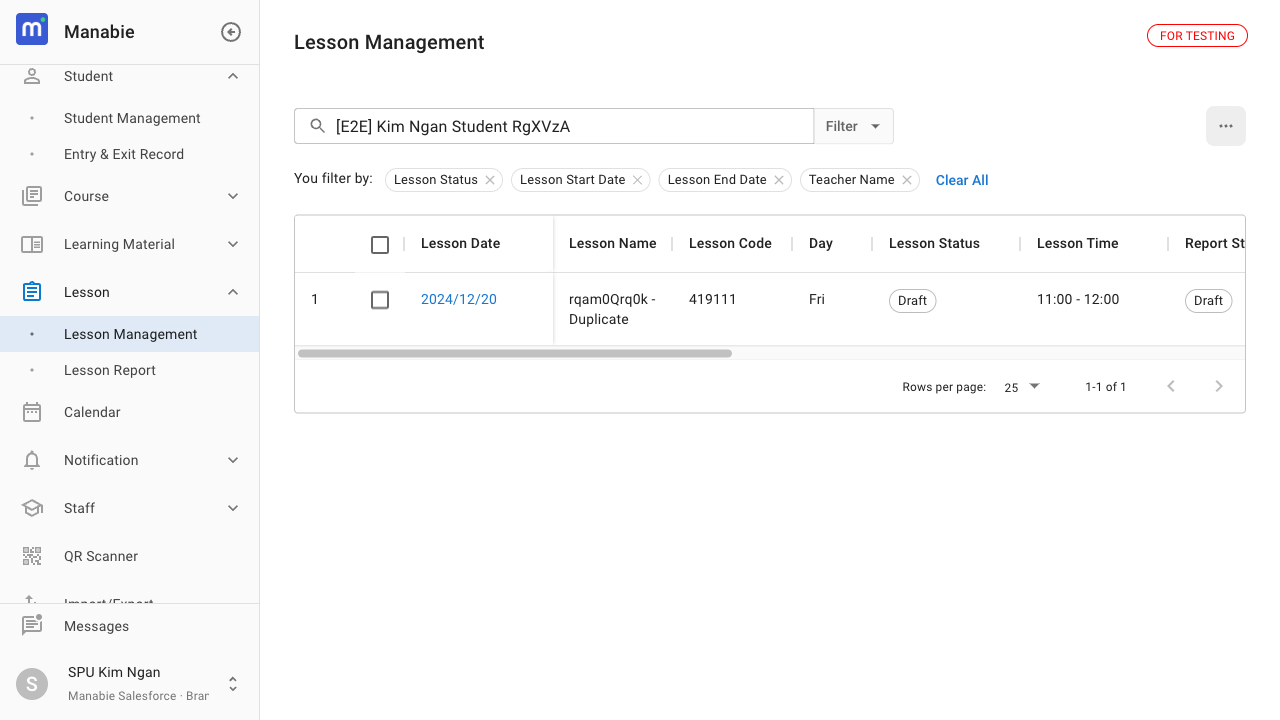 Manabie
Student
Student Management
Entry & Exit Record
Course
Learning Material
Lesson
Lesson Management
Lesson Report
Calendar
Notification
Staff
QR Scanner
Import/Export
Messages
S
SPU Kim Ngan
Manabie Salesforce · Brar
Lesson Management
FOR TESTING
[E2E] Kim Ngan Student RgXVzA
Filter
You filter by: Lesson Status Lesson Start Date Lesson End Date Teacher Name Clear All
Lesson Date Lesson Name Lesson Code Day Lesson Status Lesson Time Report St
1 2024/12/20 rqam0Qrq0k - 419111 Fri Draft 11:00 - 12:00 Draft
Duplicate
Rows per page: 25 1-1 of 1